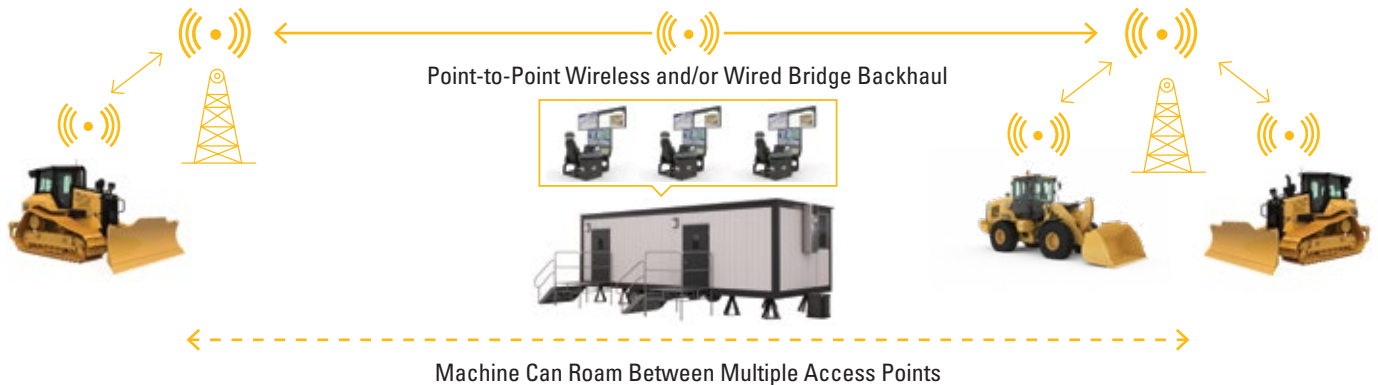 Point-to-Point Wireless and/or Wired Bridge Backhaul
Machine Can Roam Between Multiple Access Points